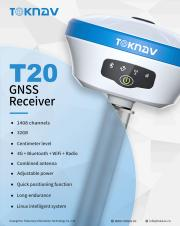 TOKNAV
T20
GNSS
Receiver
1408 channels
32GB
Centimeter level
4G + Bluetooth + WiFi + Radio
Combined antenna
Adjustable power
Quick positioning function
Long-endurance
Linux intelligent system
TOKNAV